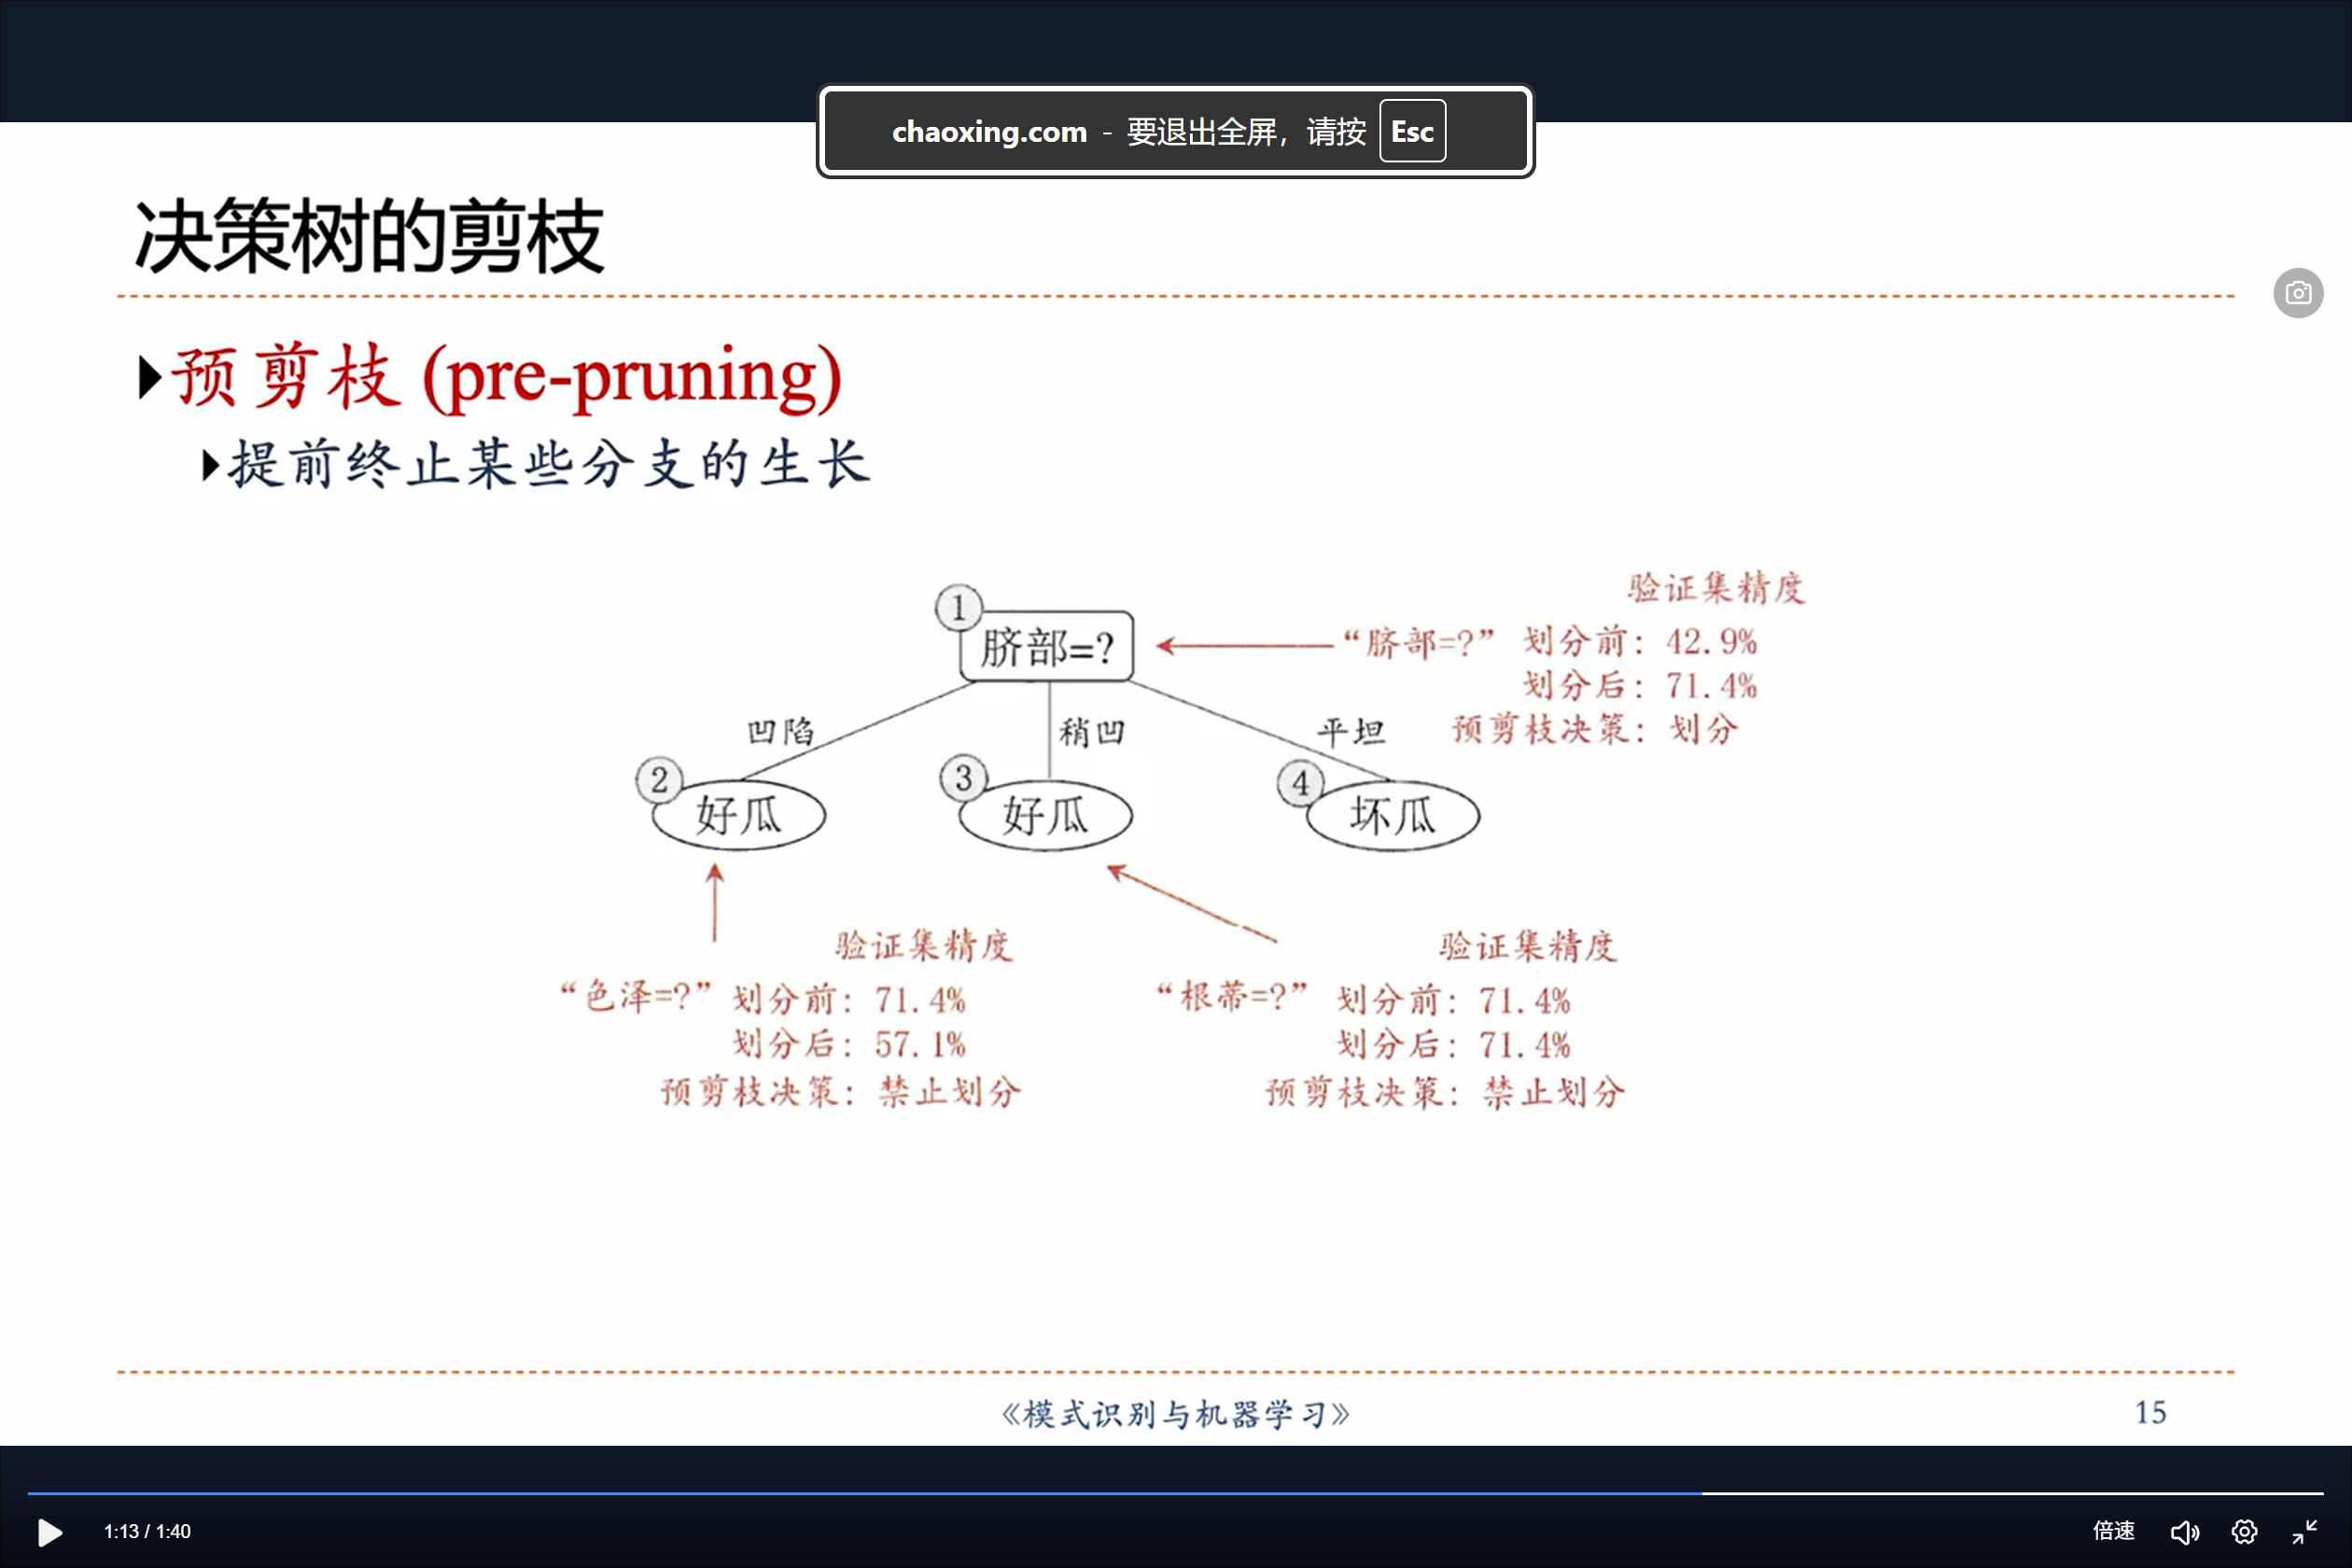 chaoxing.com - 要退出全屏，请按 Esc
决策树的剪枝
预剪枝 (pre-pruning)
提前终止某些分支的生长
验证集精度
1
脐部=?
“脐部=?” 划分前: 42.9%
划分后: 71.4%
预剪枝决策: 划分
凹陷
稍凹
平坦
2
好瓜
3
好瓜
4
坏瓜
验证集精度
“色泽=?” 划分前: 71.4%
划分后: 57.1%
预剪枝决策: 禁止划分
验证集精度
“根蒂=?” 划分前: 71.4%
划分后: 71.4%
预剪枝决策: 禁止划分
《模式识别与机器学习》
15
1:13 / 1:40
倍速